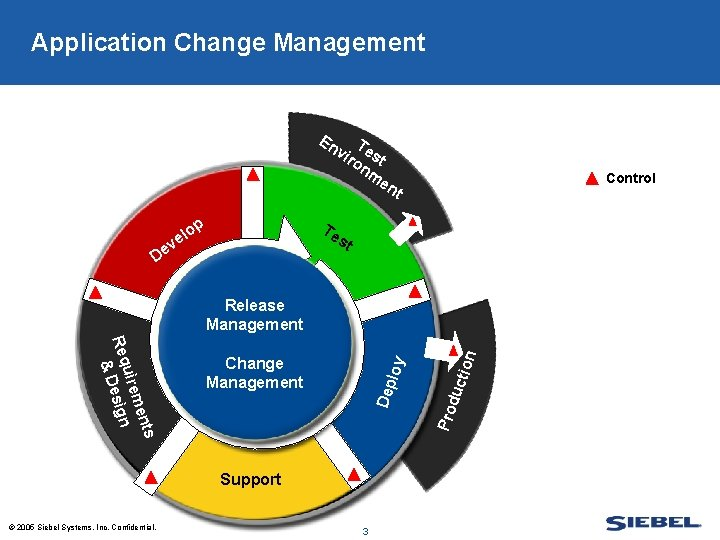 Application Change Management
Test
Environment
Control
Develop
Test
Release
Management
Change
Management
Requirements
& Design
Deploy
Production
Support
© 2005 Siebel Systems, Inc. Confidential.
3
SIEBEL.